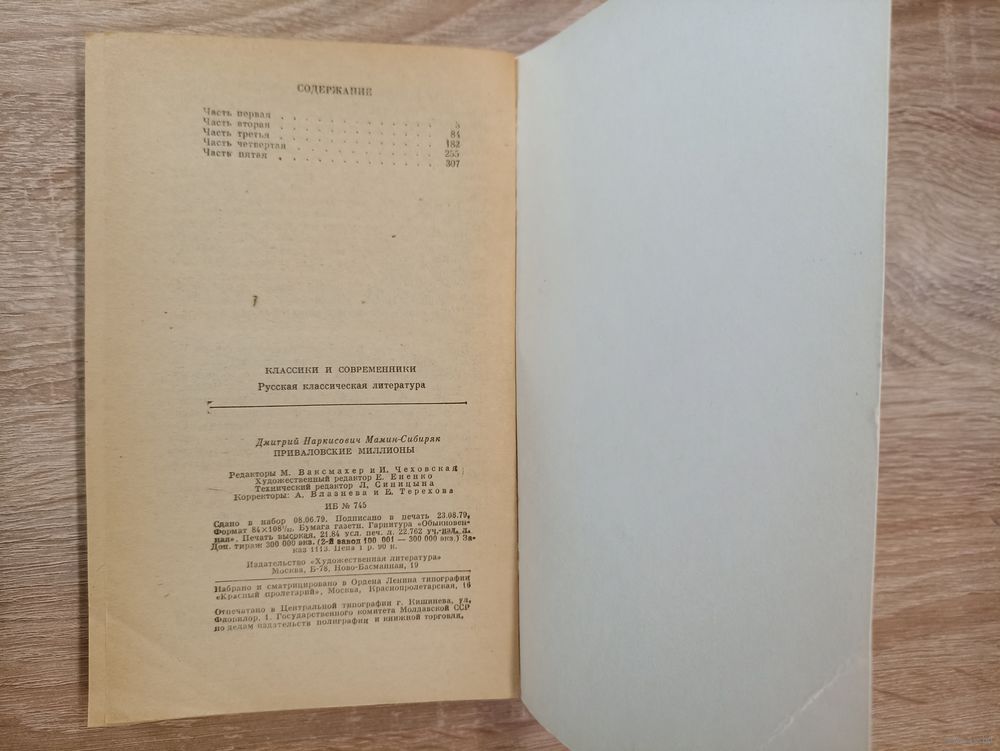 СОДЕРЖАНИЕ
Часть первая . . . . . . . . . . . . . 5
Часть вторая . . . . . . . . . . . . . 84
Часть третья . . . . . . . . . . . . . 182
Часть четвертая . . . . . . . . . . . . 255
Часть пятая . . . . . . . . . . . . . 307
КЛАССИКИ И СОВРЕМЕННИКИ
Русская классическая литература
Дмитрий Наркисович Мамин-Сибиряк
ПРИВАЛОВСКИЕ МИЛЛИОНЫ
Редакторы М. Ваксмахер и И. Чеховская
Художественный редактор Е. Ененко
Технический редактор Л. Синицына
Корректоры: А. Влазнева и Е. Терехова
ИБ № 745
Сдано в набор 08.06.79. Подписано в печать 23.08.79.
Формат 84×108¹/₃₂. Бумага газетн. Гарнитура «Обыкновен-
ная». Печать высокая. 21.84 усл. печ. л. 22.762 уч.-изд. л.
Доп. тираж 300 000 экз. (2-й завод 100 001 — 300 000 экз.) За-
каз 1113. Цена 1 р. 90 к.
Издательство «Художественная литература»
Москва, Б-78, Ново-Басманная, 19
Набрано и сматрицировано в Ордена Ленина типографии
«Красный пролетарий», Москва, Краснопролетарская, 16
Отпечатано в Центральной типографии г. Кишинева, ул.
Флорилор, 1. Государственного комитета Молдавской ССР
по делам издательств полиграфии и книжной торговли.